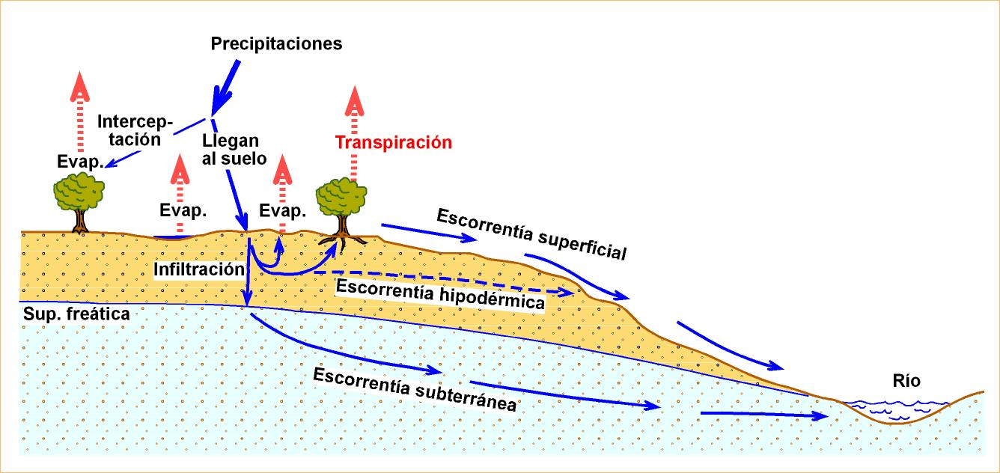 Precipitaciones
Intercep-
tación
Llegan
al suelo
Transpiración
Evap.
Evap.
Evap.
Escorrentía superficial
Infiltración
Escorrentía hipodérmica
Sup. freática
Escorrentía subterránea
Río